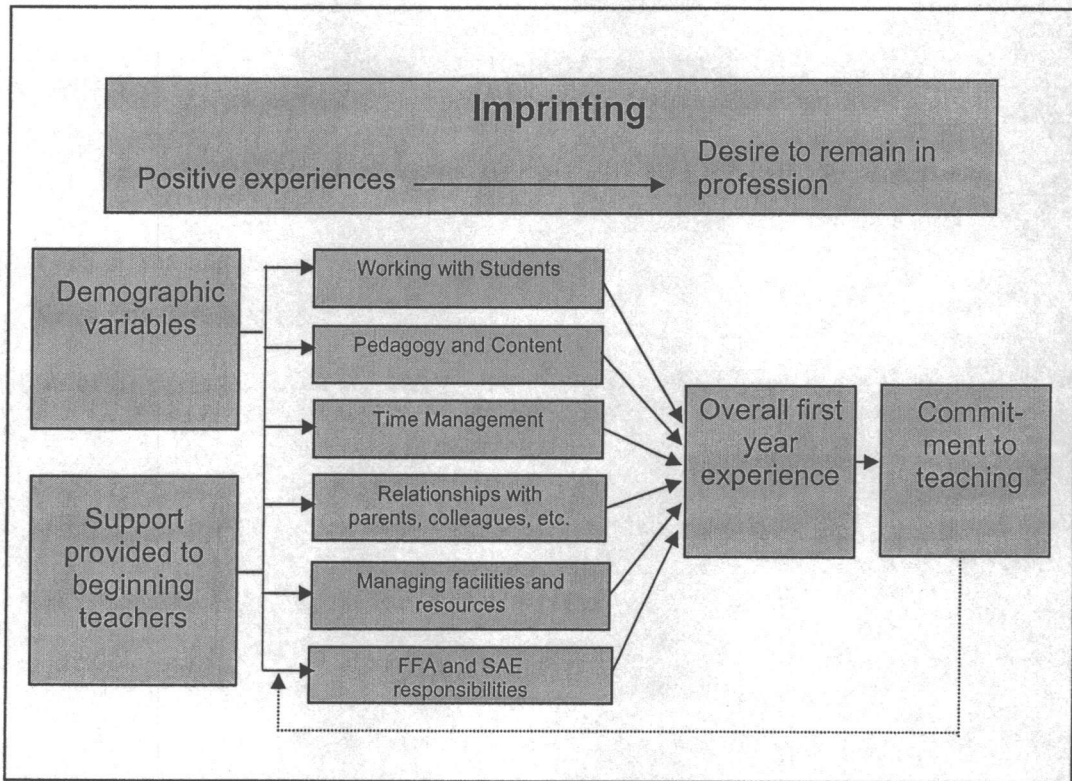 Imprinting
Positive experiences
Desire to remain in
profession
Demographic
variables
Support
provided to
beginning
teachers
Working with Students
Pedagogy and Content
Time Management
Relationships with
parents, colleagues, etc.
Managing facilities and
resources
FFA and SAE
responsibilities
Overall first
year
experience
Commit-
ment to
teaching